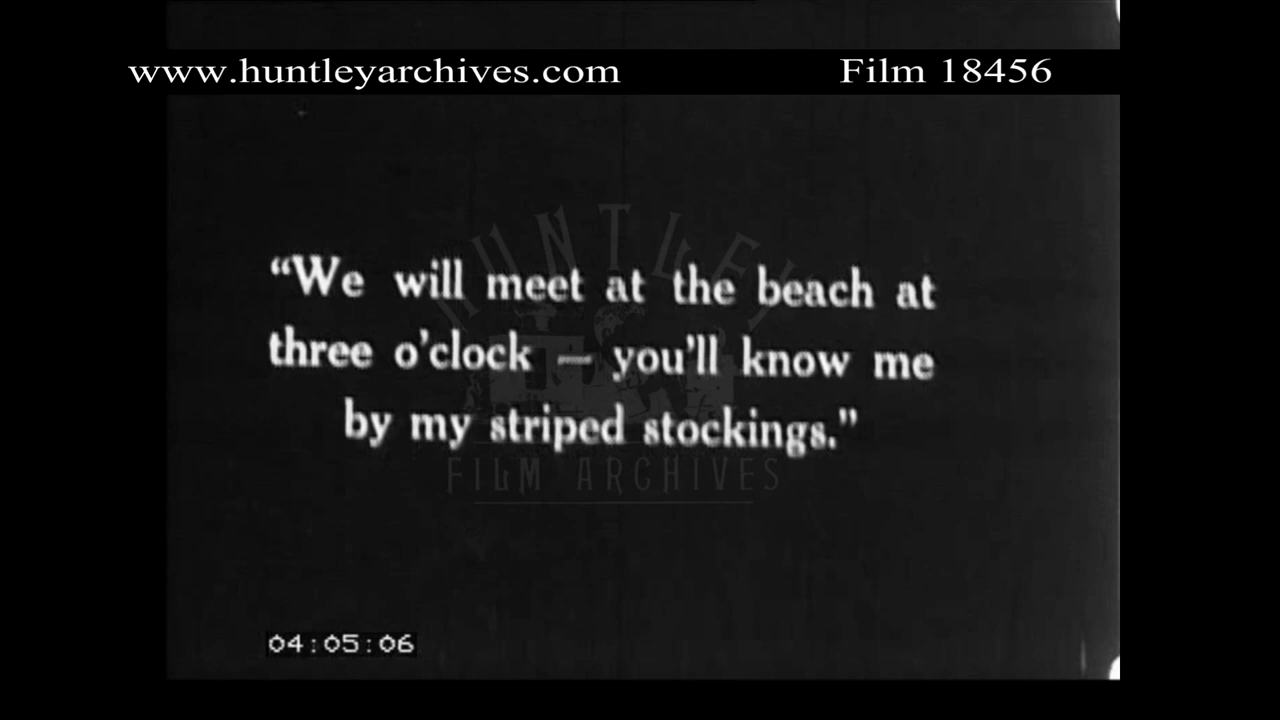 www.huntleyarchives.com Film 18456
"We will meet at the beach at
three o'clock — you'll know me
by my striped stockings."
HUNTLEY
FILM ARCHIVES
04:05:06